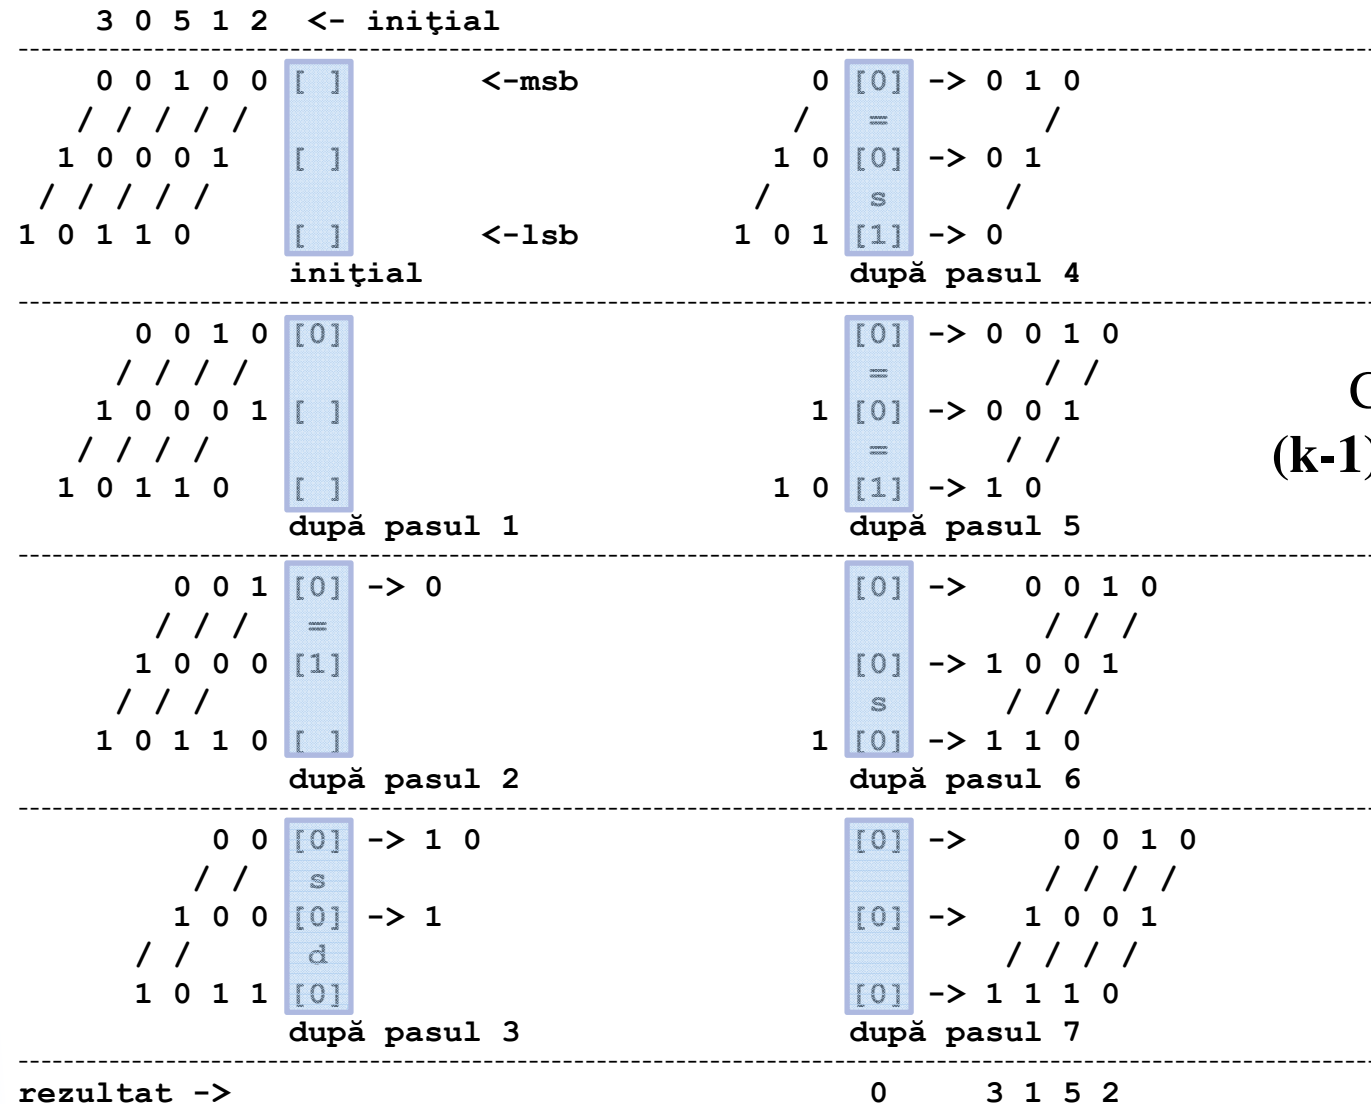 3 0 5 1 2 <- iniţial
0 0 1 0 0 [ ] <-msb
/ / / / /
1 0 0 0 1 [ ]
/ / / / /
1 0 1 1 0 [ ] <-lsb
iniţial
0 0 1 0 [0]
/ / / /
1 0 0 0 1 [ ]
/ / / /
1 0 1 1 0 [ ]
după pasul 1
0 0 1 [0] -> 0
/ / / =
1 0 0 0 [1]
/ / /
1 0 1 1 0 [ ]
după pasul 2
0 0 [0] -> 1 0
/ / s
1 0 0 [0] -> 1
/ / d
1 0 1 1 [0]
după pasul 3
0 [0] -> 0 1 0
/ = /
1 0 [0] -> 0 1
/ s /
1 0 1 [1] -> 0
după pasul 4
[0] -> 0 0 1 0
= / /
1 [0] -> 0 0 1
= / /
1 0 [1] -> 1 0
după pasul 5
[0] -> 0 0 1 0
/ / /
[0] -> 1 0 0 1
s / / /
1 [0] -> 1 1 0
după pasul 6
[0] -> 0 0 1 0
/ / / /
[0] -> 1 0 0 1
/ / / /
[0] -> 1 1 1 0
după pasul 7
(k-1)
rezultat -> 0 3 1 5 2